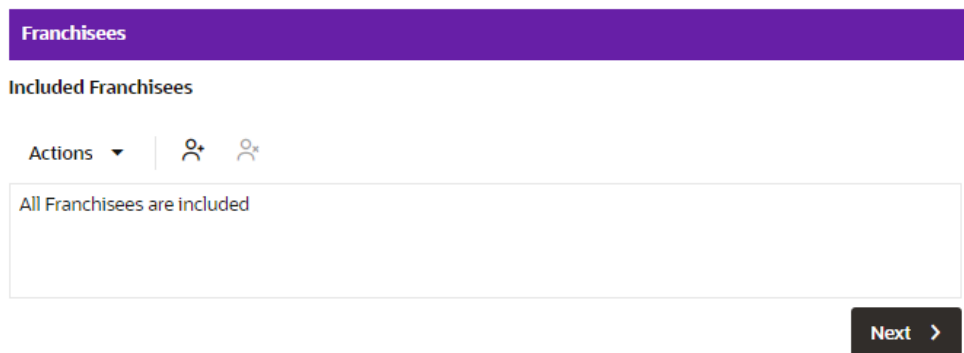 Franchisees
Included Franchisees
Actions
All Franchisees are included
Next